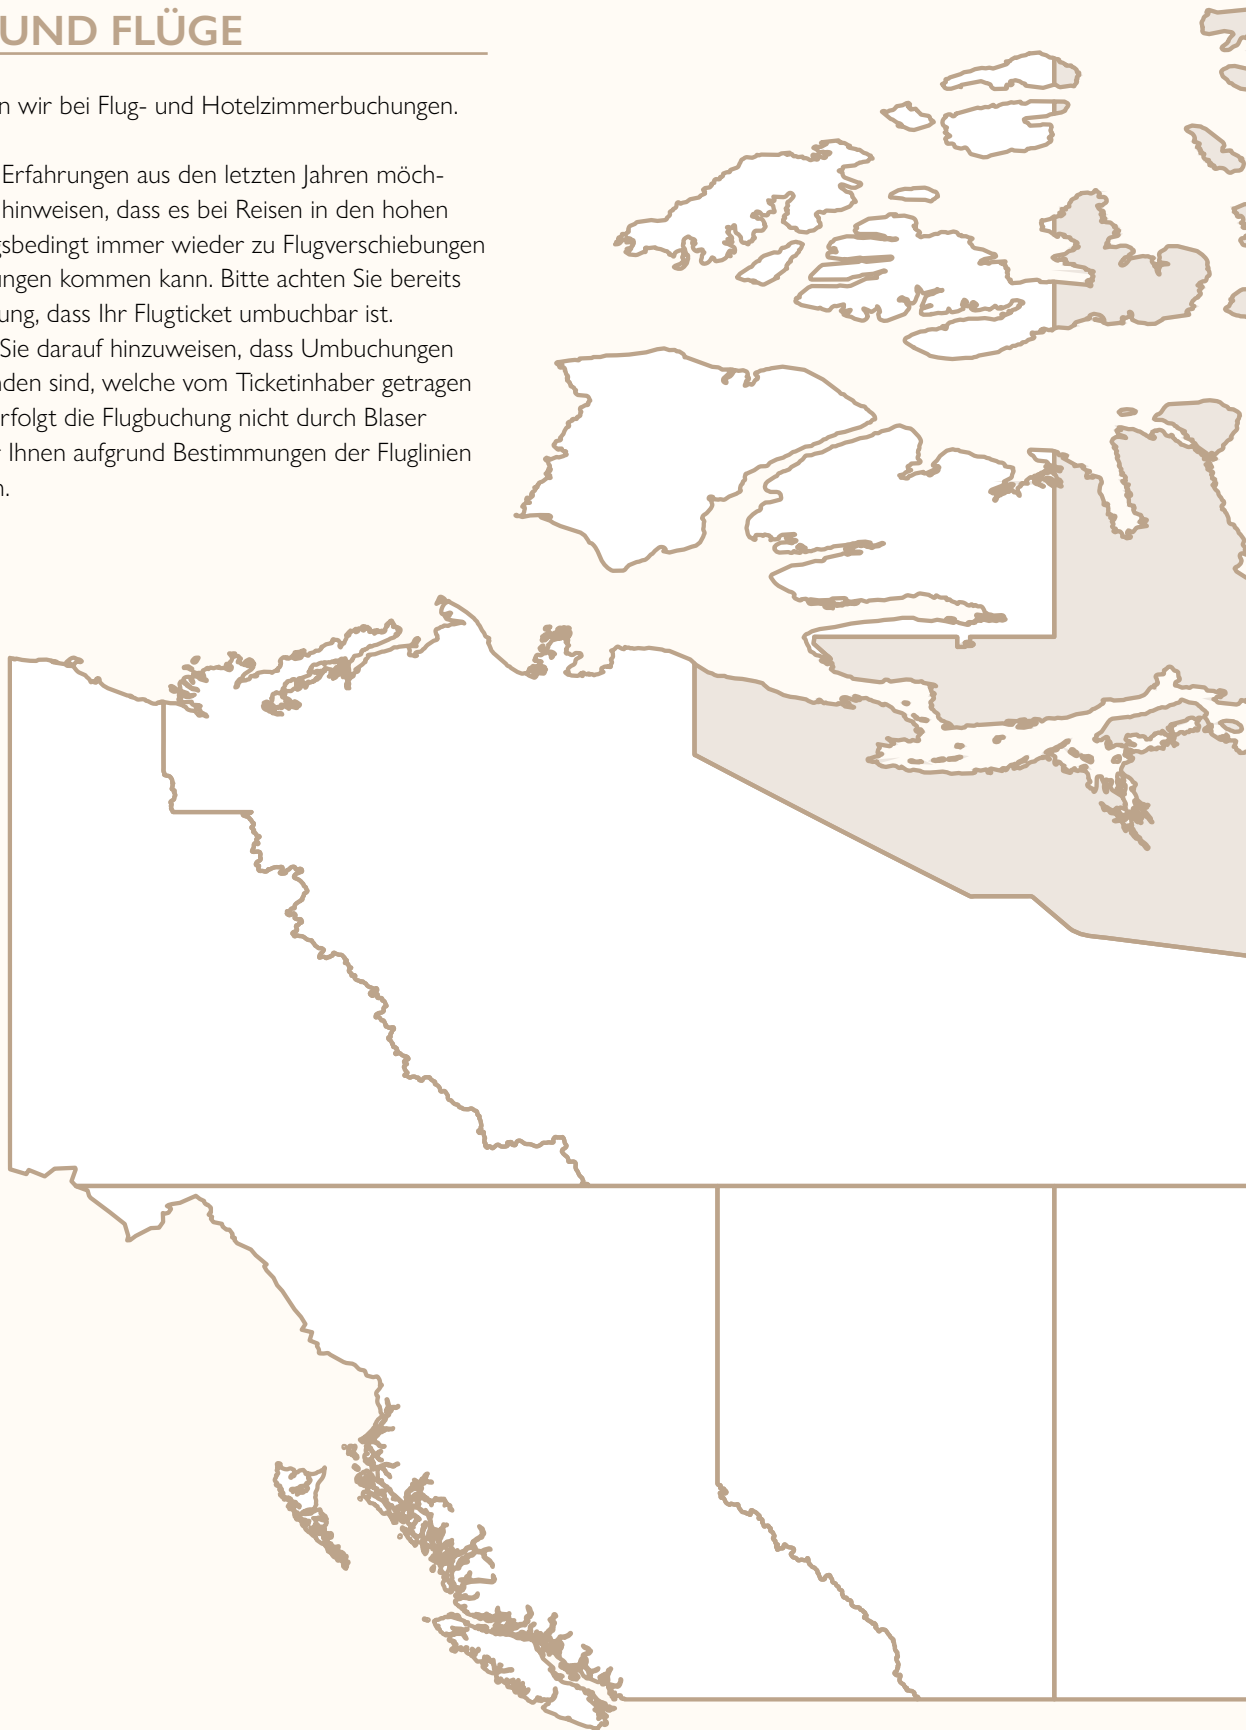 UND FLÜGE
n wir bei Flug- und Hotelzimmerbuchungen.
Erfahrungen aus den letzten Jahren möch-
hinweisen, dass es bei Reisen in den hohen
gsbedingt immer wieder zu Flugverschiebungen
ungen kommen kann. Bitte achten Sie bereits
ung, dass Ihr Flugticket umbuchbar ist.
Sie darauf hinzuweisen, dass Umbuchungen
nden sind, welche vom Ticketinhaber getragen
rfolgt die Flugbuchung nicht durch Blaser
r Ihnen aufgrund Bestimmungen der Fluglinien
n.